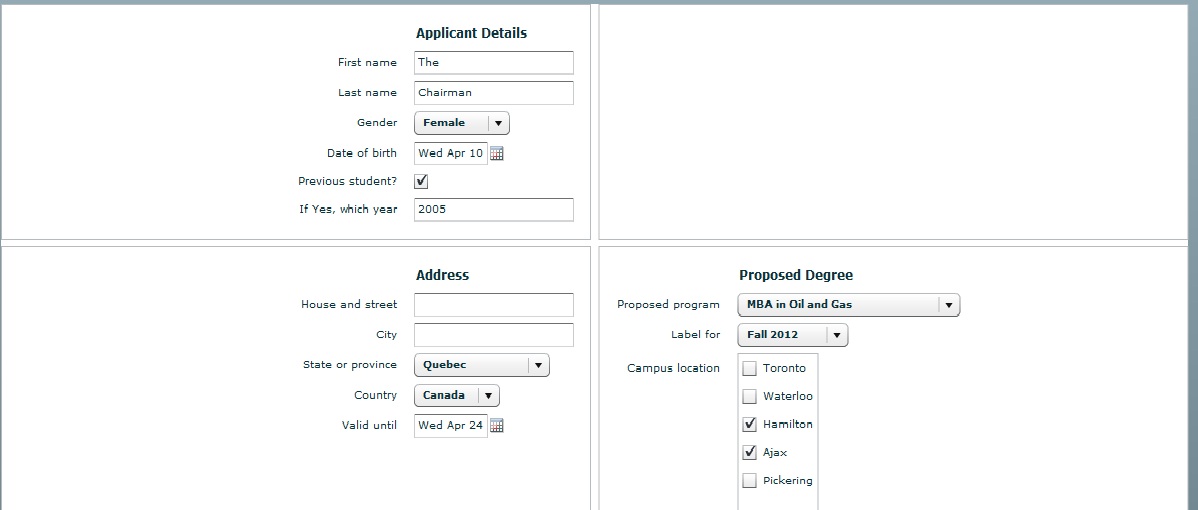 Applicant Details
First name The
Last name Chairman
Gender Female
Date of birth Wed Apr 10
Previous student?
If Yes, which year 2005
Address
House and street
City
State or province Quebec
Country Canada
Valid until Wed Apr 24
Proposed Degree
Proposed program MBA in Oil and Gas
Label for Fall 2012
Campus location Toronto
Waterloo
Hamilton
Ajax
Pickering